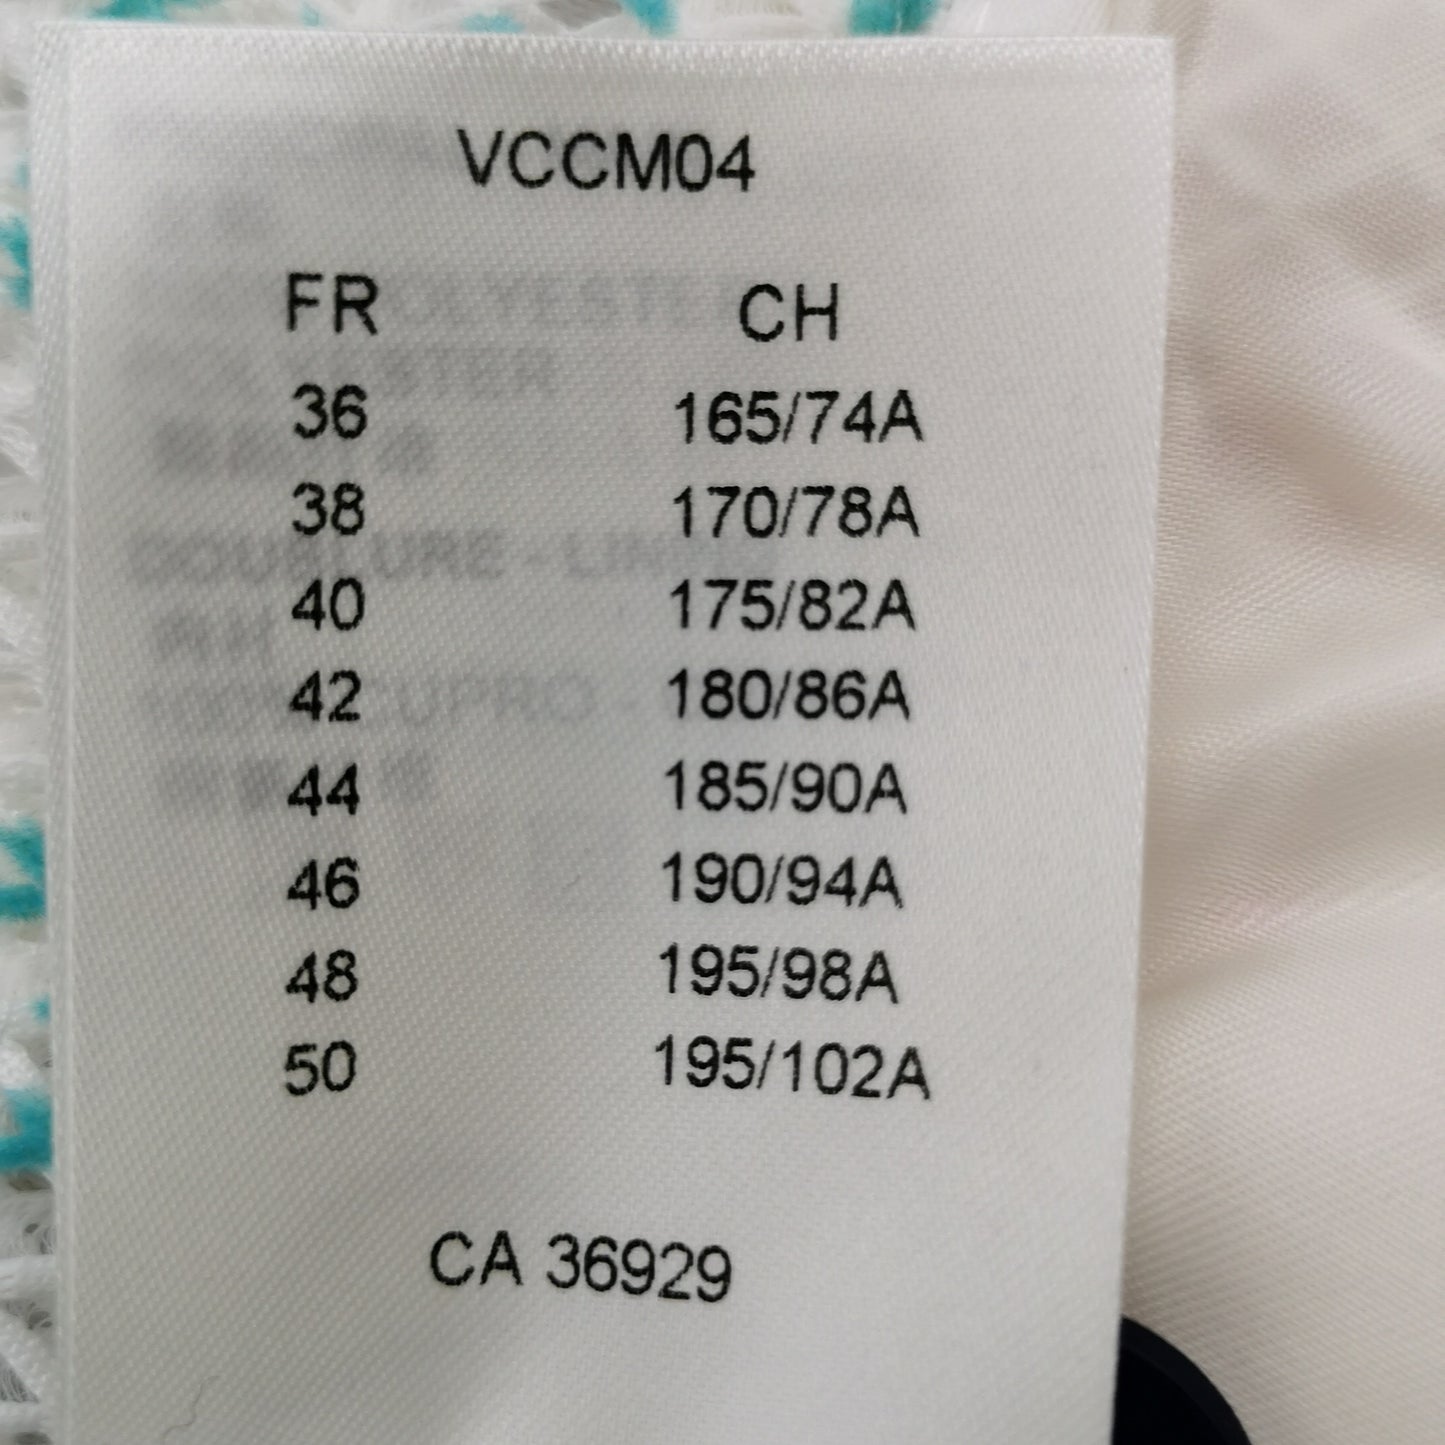 VCCM04
FR CH
36 165/74A
38 170/78A
40 175/82A
42 180/86A
44 185/90A
46 190/94A
48 195/98A
50 195/102A
CA 36929